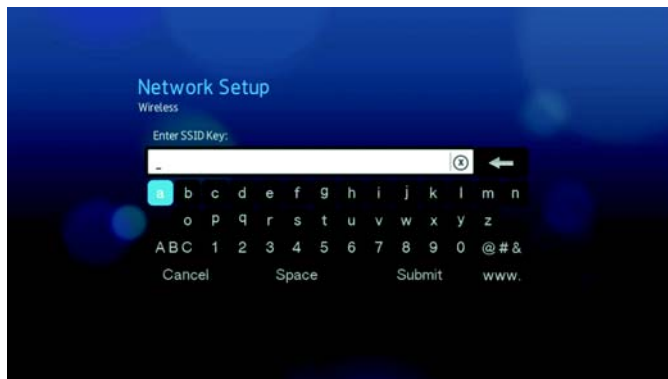 Network Setup
Wireless
Enter SSID Key:
_
a b c d e f g h i j k l m n
o p q r s t u v w x y z
ABC 1 2 3 4 5 6 7 8 9 0 @#&
Cancel Space Submit www.